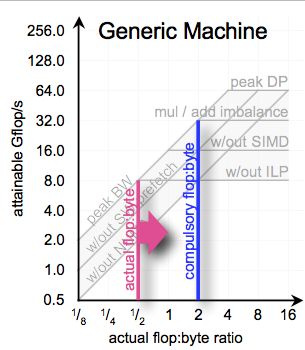 Generic Machine
attainable Gflop/s
256.0
128.0
64.0
32.0
16.0
8.0
4.0
2.0
1.0
0.5
peak DP
mul / add imbalance
w/out SIMD
w/out ILP
peak BW
w/out SW prefetch
w/out N
actual flop:byte
compulsory flop:byte
1/8
1/4
1/2
1
2
4
8
16
actual flop:byte ratio